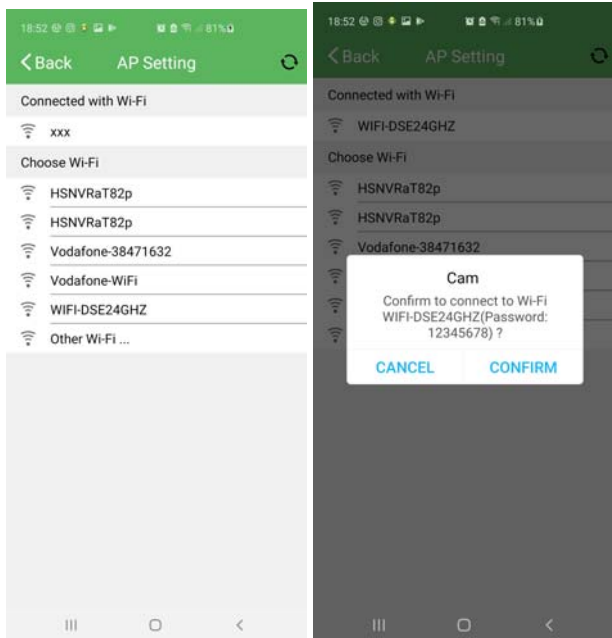 18:52
81%
Back AP Setting
Connected with Wi-Fi
xxx
Choose Wi-Fi
HSNVRaT82p
HSNVRaT82p
Vodafone-38471632
Vodafone-WiFi
WIFI-DSE24GHZ
Other Wi-Fi ...
18:52
81%
Back AP Setting
Connected with Wi-Fi
WIFI-DSE24GHZ
Choose Wi-Fi
HSNVRaT82p
HSNVRaT82p
Vodafone-38471632
Cam
Confirm to connect to Wi-Fi
WIFI-DSE24GHZ(Password:
12345678) ?
CANCEL CONFIRM